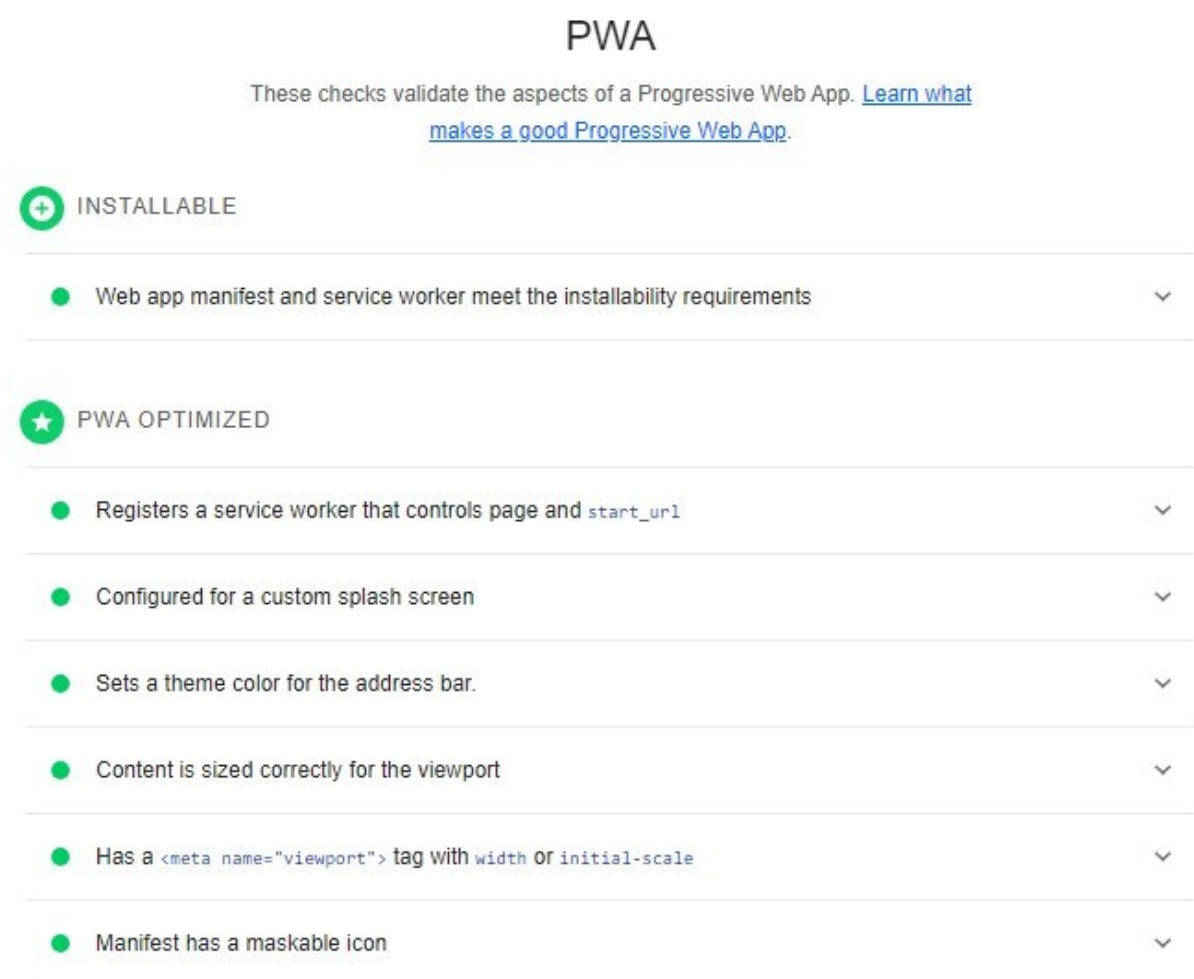 PWA
These checks validate the aspects of a Progressive Web App. Learn what
makes a good Progressive Web App.
INSTALLABLE
Web app manifest and service worker meet the installability requirements
PWA OPTIMIZED
Registers a service worker that controls page and start_url
Configured for a custom splash screen
Sets a theme color for the address bar.
Content is sized correctly for the viewport
Has a <meta name="viewport"> tag with width or initial-scale
Manifest has a maskable icon